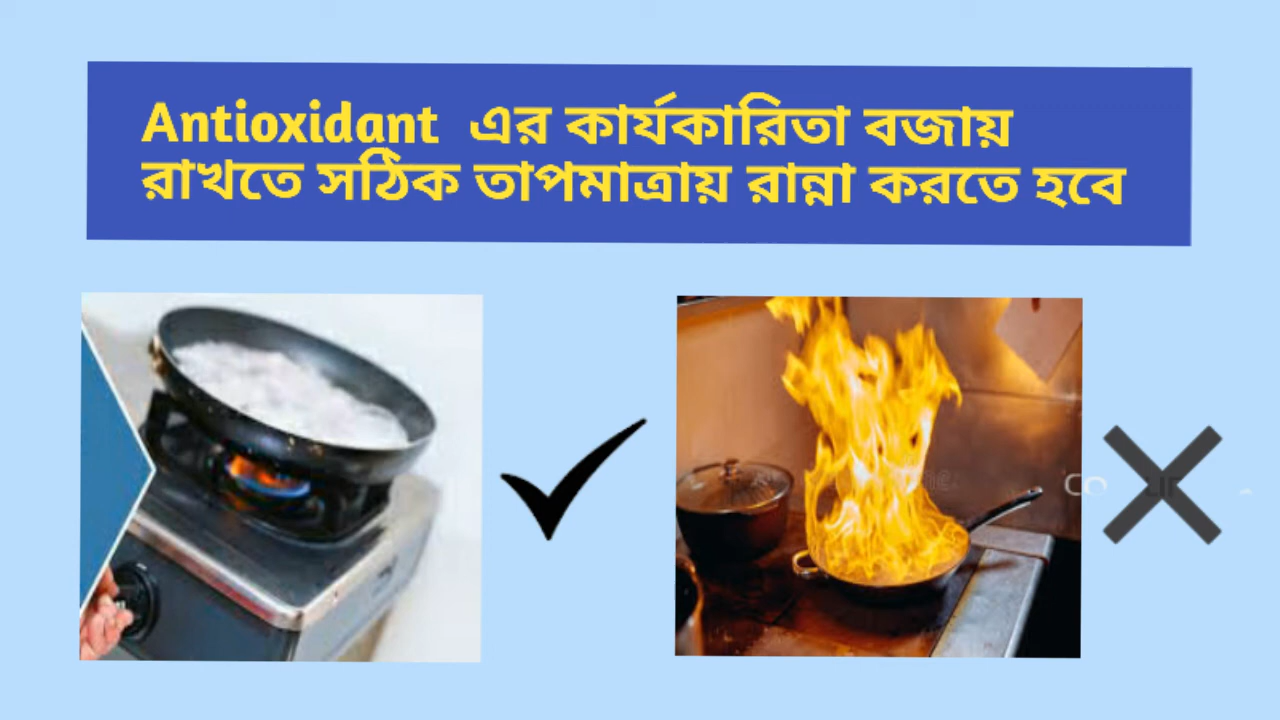 Antioxidant এর কার্যকারিতা বজায়
রাখতে সঠিক তাপমাত্রায় রান্না করতে হবে